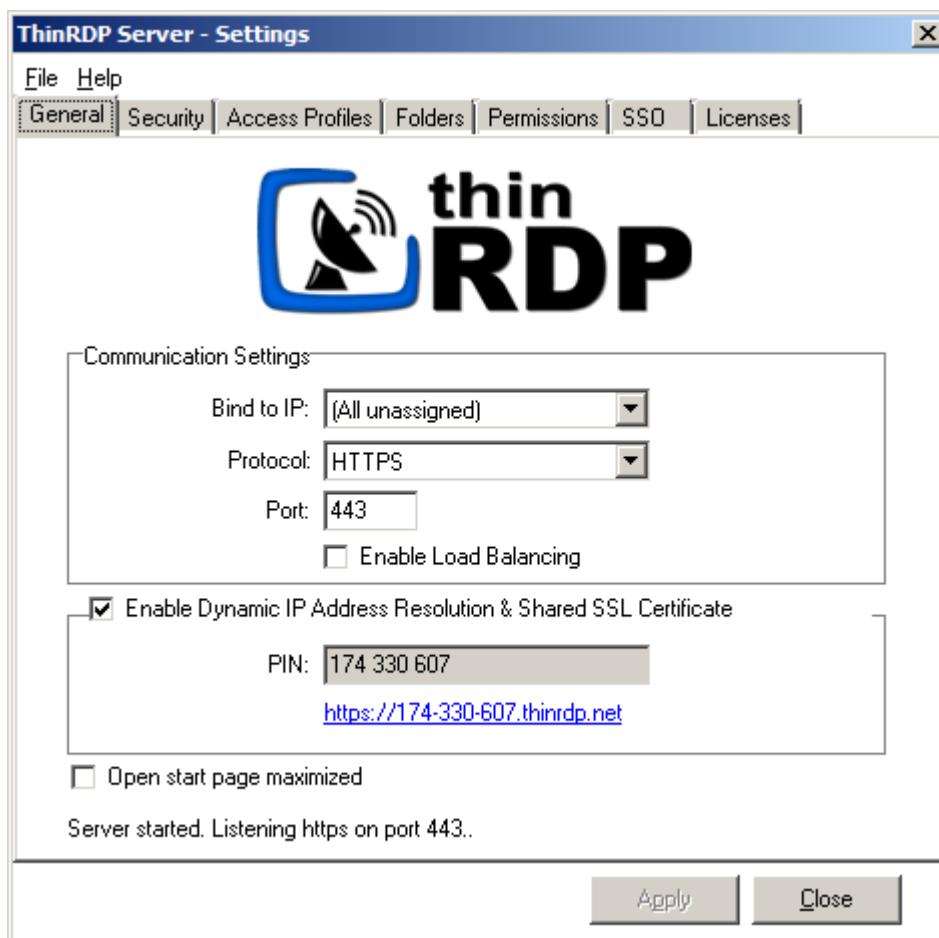 ThinRDP Server - Settings
File Help
General Security Access Profiles Folders Permissions SSO Licenses
thin
RDP
Communication Settings
Bind to IP: (All unassigned)
Protocol: HTTPS
Port: 443
Enable Load Balancing
Enable Dynamic IP Address Resolution & Shared SSL Certificate
PIN: 174 330 607
https://174-330-607.thinrdp.net
Open start page maximized
Server started. Listening https on port 443..
Apply Close